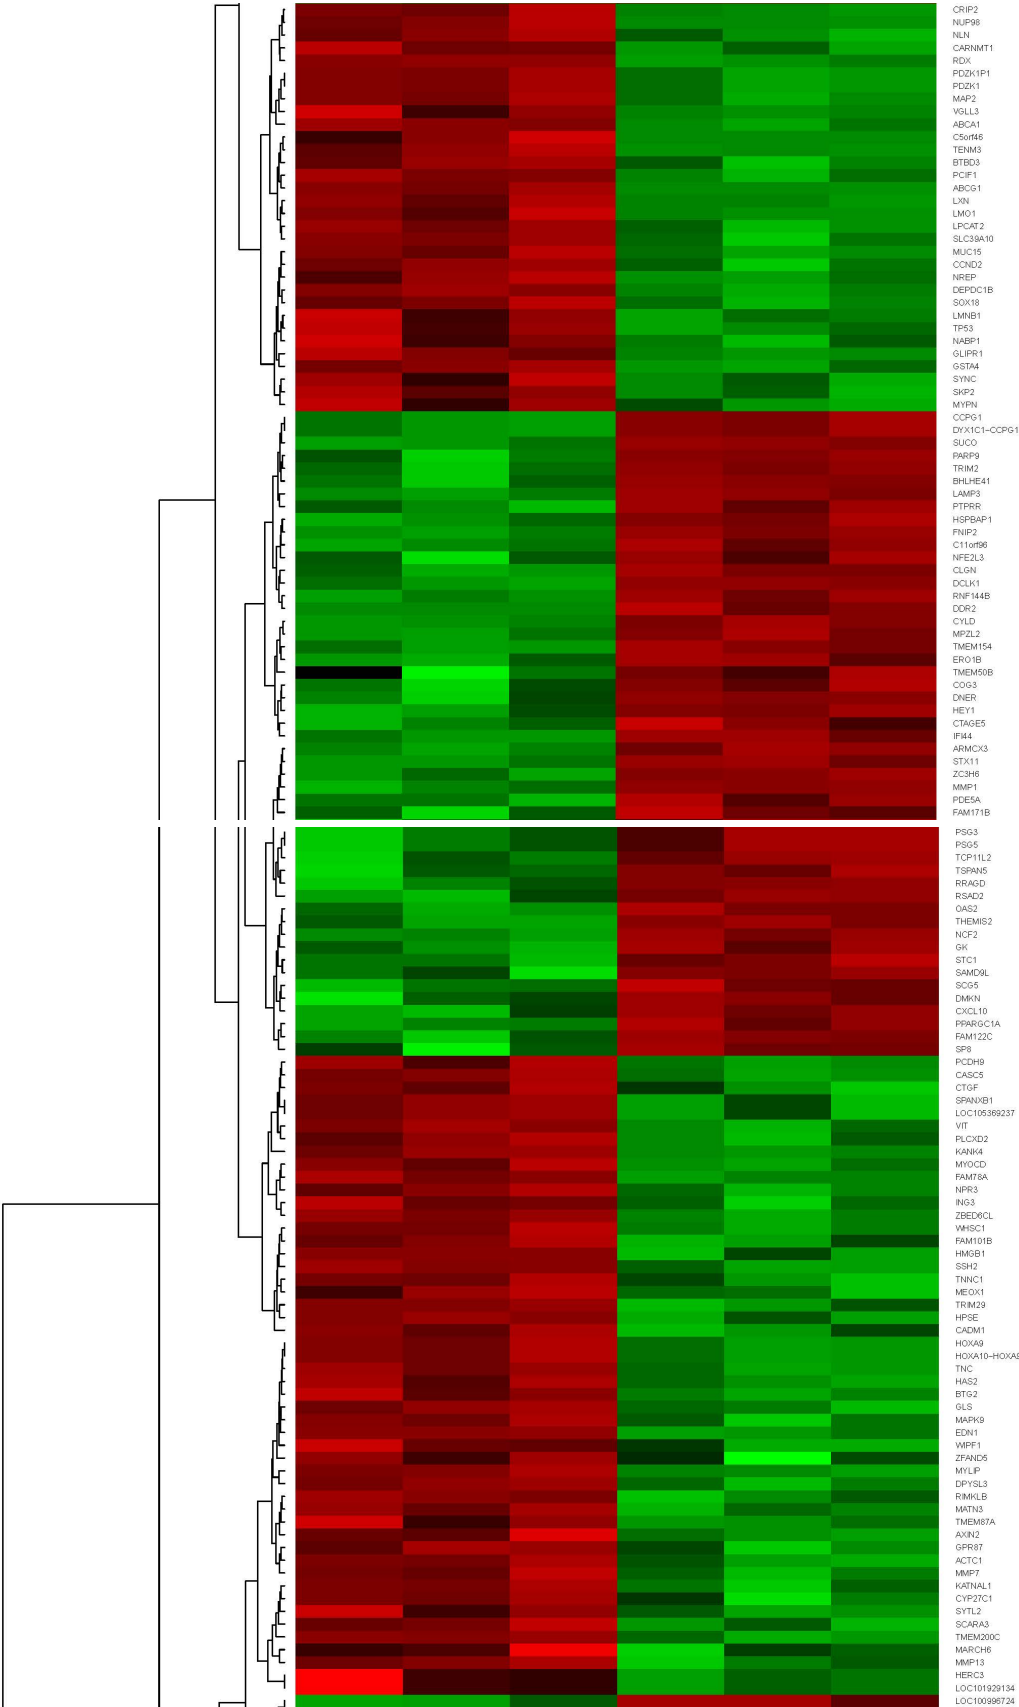 CRIP2
NUP98
NLN
CARNMT1
RDX
PDZK1P1
PDZK1
MAP2
VGLL3
ABCA1
C5orf46
TENM3
BTBD3
PCIF1
ABCG1
LXN
LMO1
LPCAT2
SLC39A10
MUC15
CCND2
NREP
DEPDC1B
SOX18
LMNB1
TP53
NABP1
GLIPR1
GSTA4
SYNC
SKP2
MYPN
CCPG1
DYX1C1-CCPG1
SUCO
PARP9
TRIM2
BHLHE41
LAMP3
PTPRR
HSPBAP1
FNIP2
C11orf96
NFE2L3
CLGN
DCLK1
RNF144B
DDR2
CYLD
MPZL2
TMEM154
ERO1B
TMEM50B
COG3
DNER
HEY1
CTAGE5
IFI44
ARMCX3
STX11
ZC3H6
MMP1
PDE5A
FAM171B
PSG3
PSG5
TCP11L2
TSPAN5
RRAGD
RSAD2
OAS2
THEMIS2
NCF2
GK
STC1
SAMD9L
SCG5
DMKN
CXCL10
PPARGC1A
FAM122C
SP8
PCDH9
CASC5
CTGF
SPANXB1
LOC105369237
VIT
PLCXD2
KANK4
MYOCD
FAM78A
NPR3
ING3
ZBED6CL
WHSC1
FAM101B
HMGB1
SSH2
TNNC1
MEOX1
TRIM29
HPSE
CADM1
HOXA9
HOXA10-HOXA9
TNC
HAS2
BTG2
GLS
MAPK9
EDN1
WIPF1
ZFAND5
MYLIP
DPYSL3
RIMKLB
MATN3
TMEM87A
AXIN2
GPR87
ACTC1
MMP7
KATNAL1
CYP27C1
SYTL2
SCARA3
TMEM200C
MARCH6
MMP13
HERC3
LOC101929134
LOC100996724